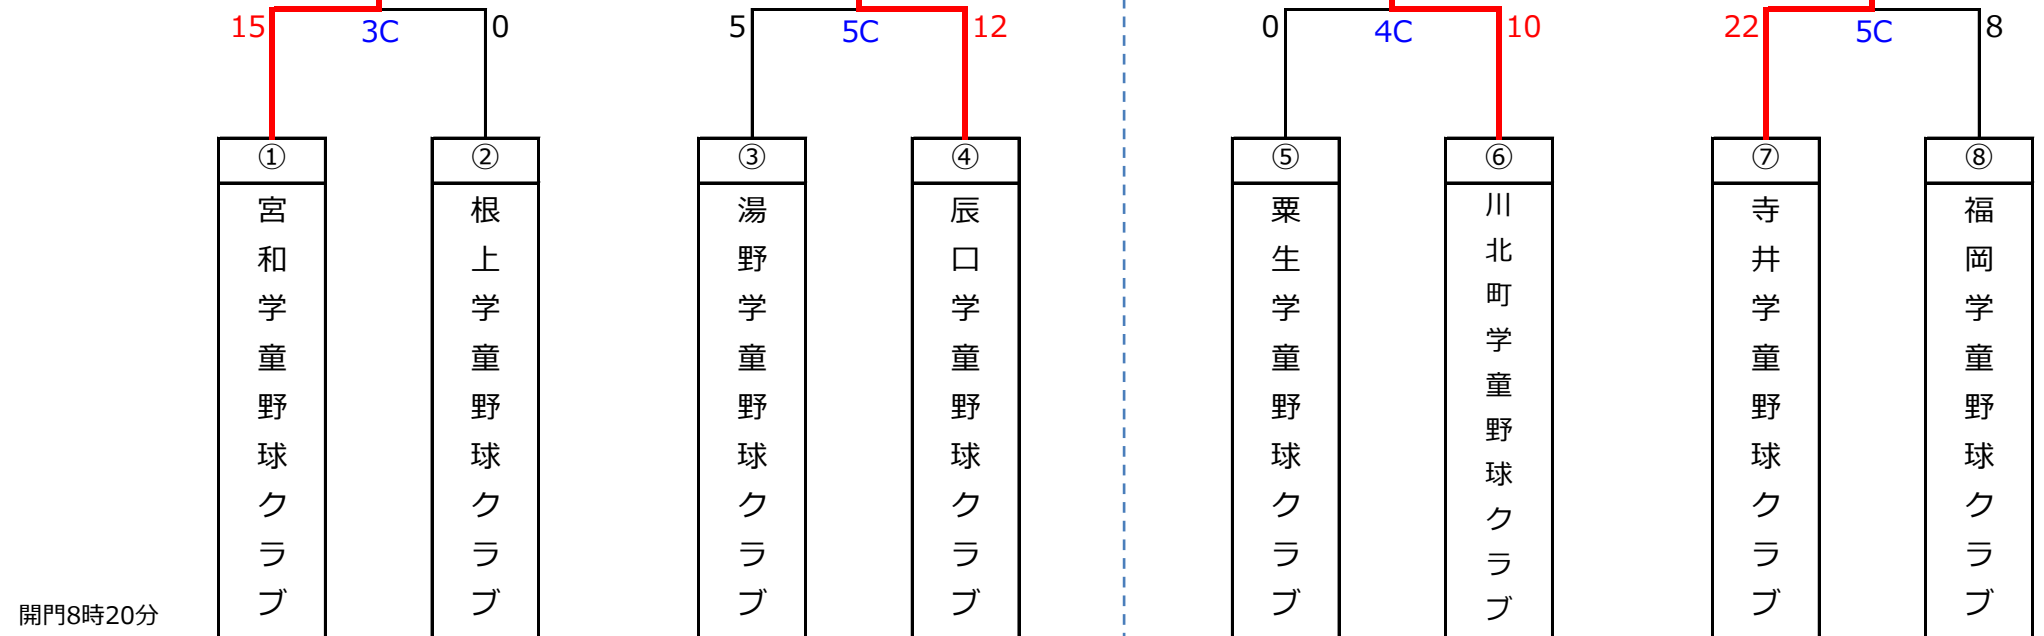 15 3C 0 5 5C 12 0 4C 10 22 5C 8
① ② ③ ④ ⑤ ⑥ ⑦ ⑧
宮和学童野球クラブ
根上学童野球クラブ
湯野学童野球クラブ
辰口学童野球クラブ
粟生学童野球クラブ
川北町学童野球クラブ
寺井学童野球クラブ
福岡学童野球クラブ
開門8時20分